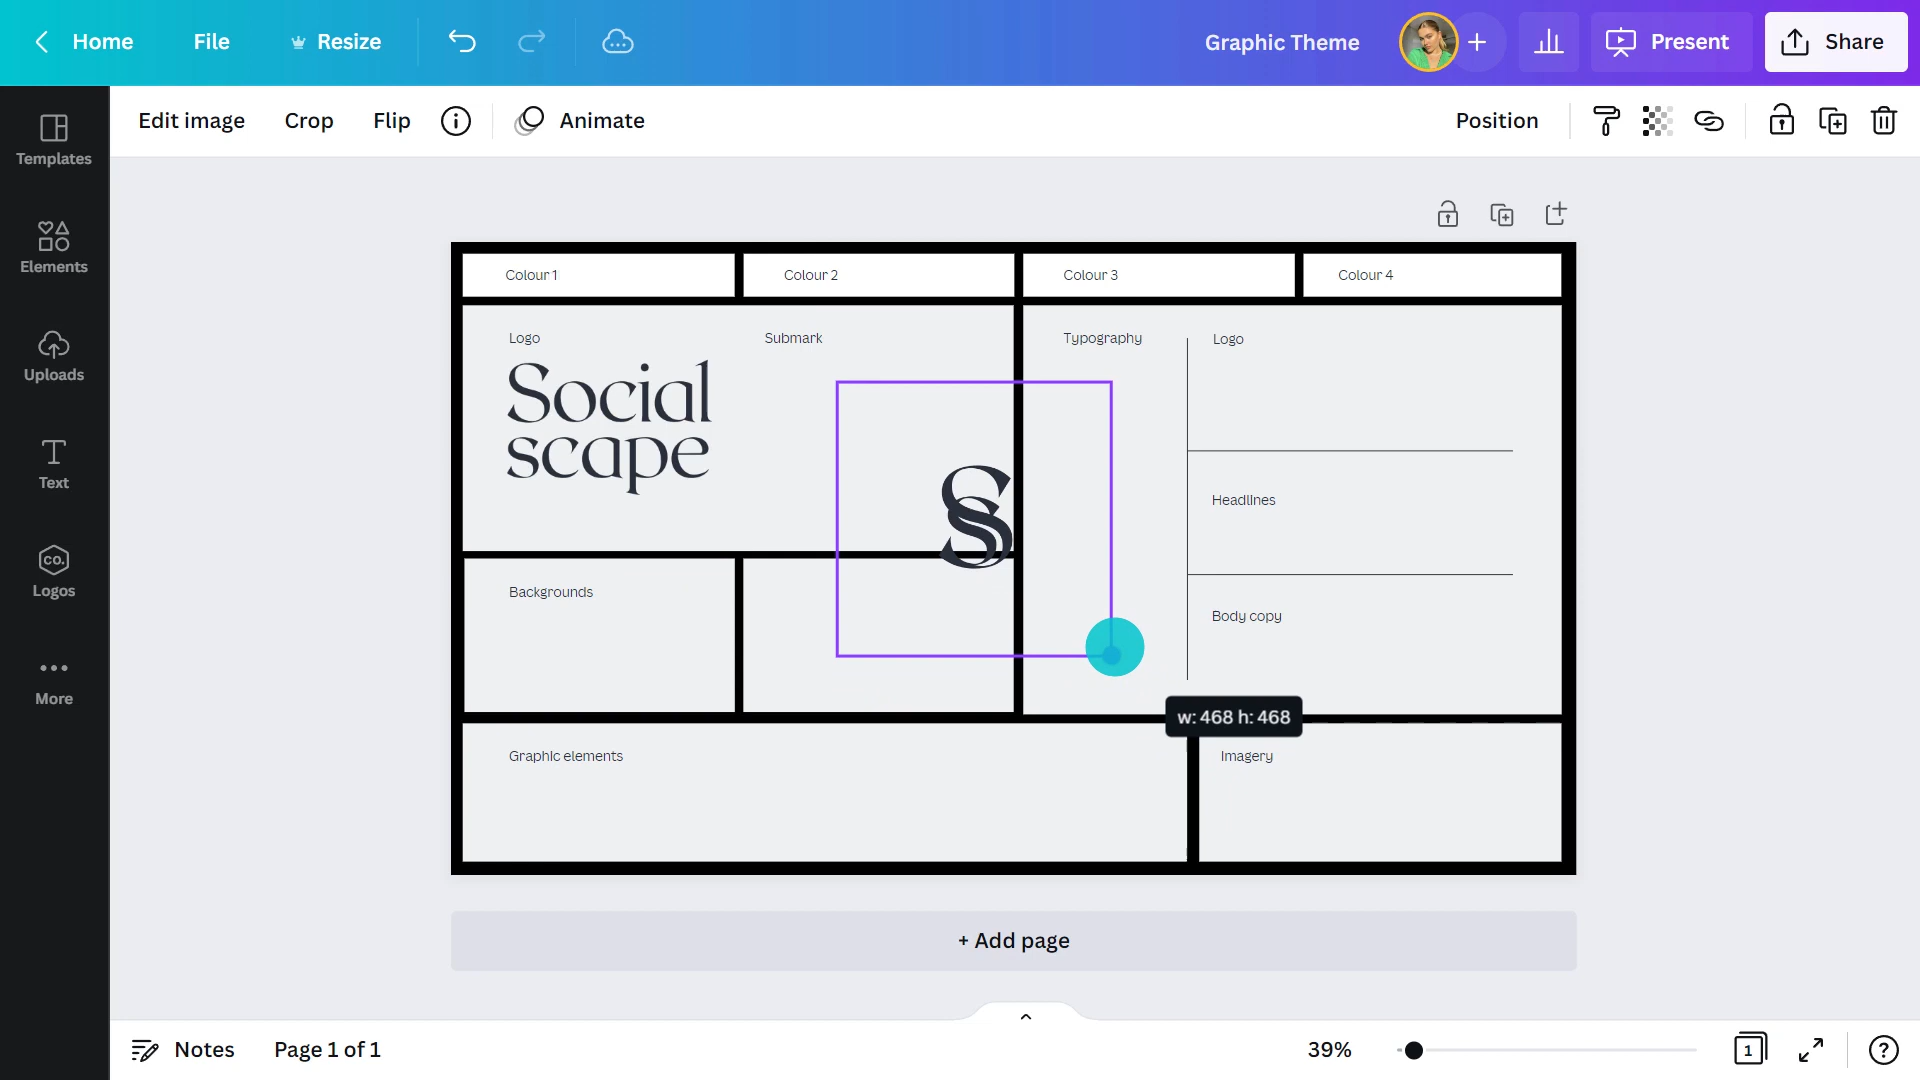 Home
File
Resize
Graphic Theme
Present
Share
Edit image
Crop
Flip
Animate
Position
Templates
Elements
Uploads
Text
CO.
Logos
More
Colour 1
Colour 2
Colour 3
Colour 4
Logo
Submark
Typography
Logo
Social
scape
SS
Headlines
Body copy
Backgrounds
w: 468 h: 468
Graphic elements
Imagery
+ Add page
Notes
Page 1 of 1
39%
1
?